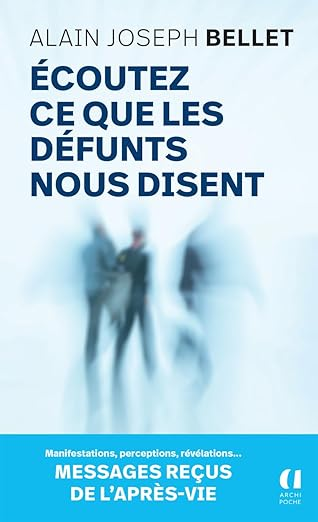 ALAIN JOSEPH BELLET
ÉCOUTEZ
CE QUE LES
DÉFUNTS
NOUS DISENT
Manifestations, perceptions, révélations...
MESSAGES REÇUS
DE L'APRÈS-VIE
ARCHI
POCHE